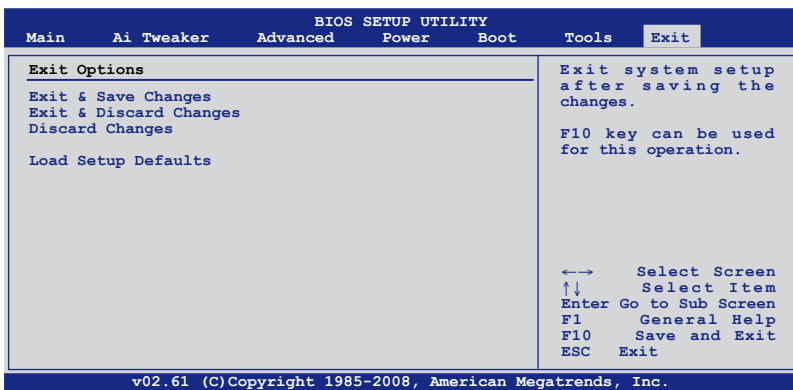 BIOS SETUP UTILITY
Main Ai Tweaker Advanced Power Boot Tools Exit
Exit Options
Exit & Save Changes
Exit & Discard Changes
Discard Changes
Load Setup Defaults
Exit system setup
after saving the
changes.
F10 key can be used
for this operation.
←→ Select Screen
↑↓ Select Item
Enter Go to Sub Screen
F1 General Help
F10 Save and Exit
ESC Exit
v02.61 (C)Copyright 1985-2008, American Megatrends, Inc.